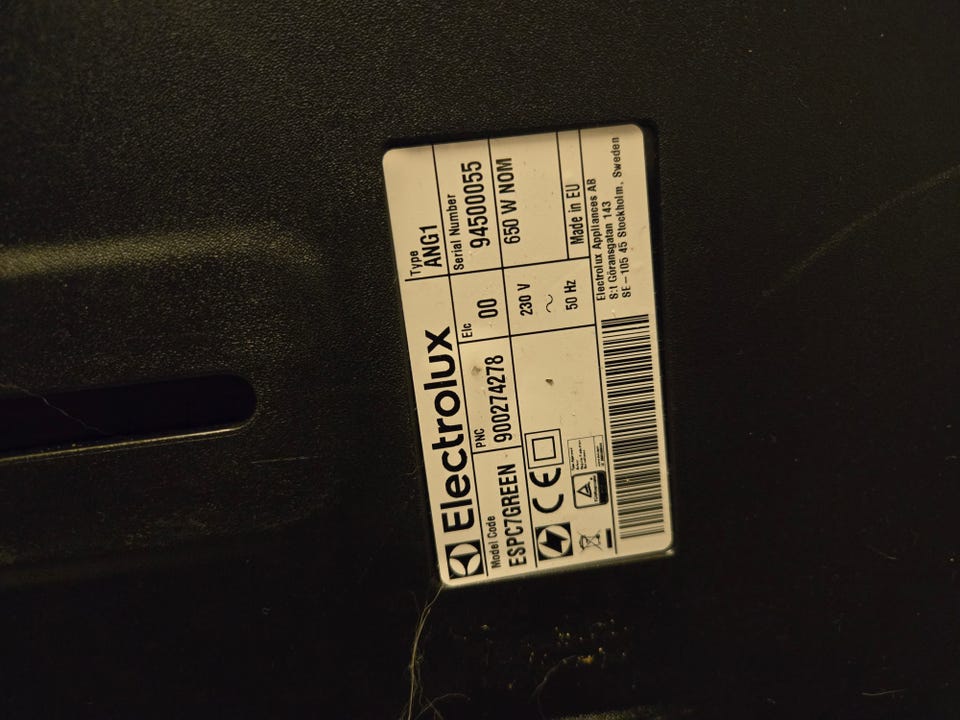 Electrolux
Type
ANG1
Model Code
ESPC7GREEN
PNC
900274278
Elc
00
Serial Number
94500055
230 V
~
50 Hz
650 W NOM
Made in EU
Electrolux Appliances AB
S:t Göransgatan 143
SE – 105 45 Stockholm, Sweden
CE